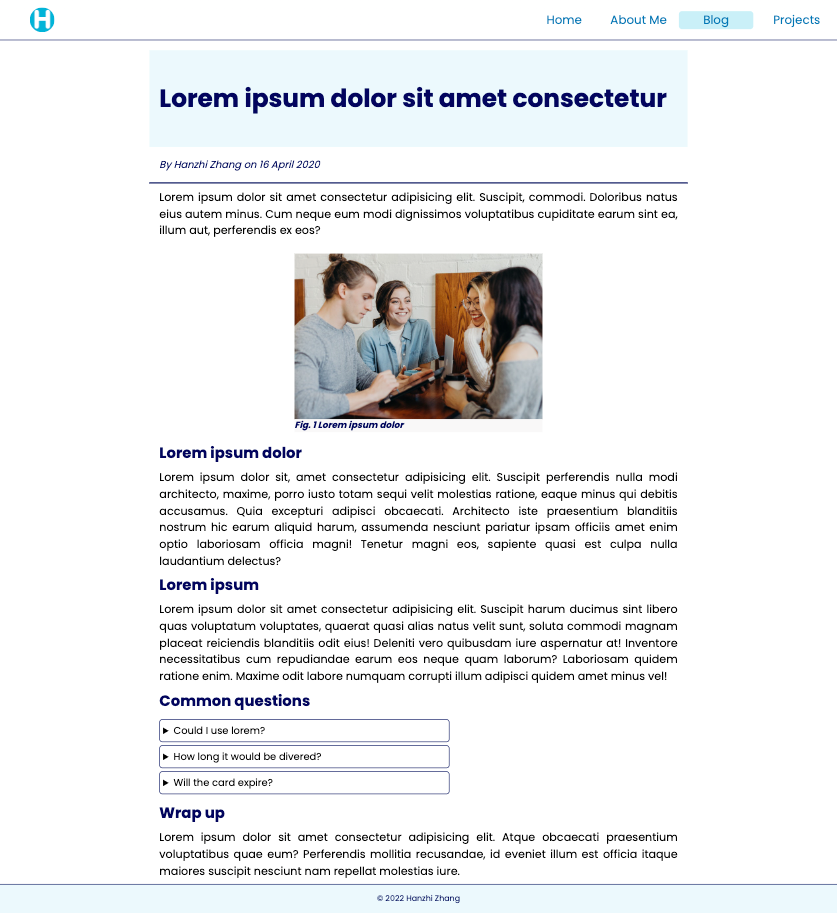 H
Home About Me Blog Projects
Lorem ipsum dolor sit amet consectetur
By Hanzhi Zhang on 16 April 2020
Lorem ipsum dolor sit amet consectetur adipisicing elit. Suscipit, commodi. Doloribus natus
eius autem minus. Cum neque eum modi dignissimos voluptatibus cupiditate earum sint ea,
illum aut, perferendis ex eos?
Fig. 1 Lorem ipsum dolor
Lorem ipsum dolor
Lorem ipsum dolor sit, amet consectetur adipisicing elit. Suscipit perferendis nulla modi
architecto, maxime, porro iusto totam sequi velit molestias ratione, eaque minus qui debitis
accusamus. Quia excepturi adipisci obcaecati. Architecto iste praesentium blanditiis
nostrum hic earum aliquid harum, assumenda nesciunt pariatur ipsam officiis amet enim
optio laboriosam officia magni! Tenetur magni eos, sapiente quasi est culpa nulla
laudantium delectus?
Lorem ipsum
Lorem ipsum dolor sit amet consectetur adipisicing elit. Suscipit harum ducimus sint libero
quas voluptatum voluptates, quaerat quasi alias natus velit sunt, soluta commodi magnam
placeat reiciendis blanditiis odit eius! Deleniti vero quibusdam iure aspernatur at! Inventore
necessitatibus cum repudiandae earum eos neque quam laborum? Laboriosam quidem
ratione enim. Maxime odit labore numquam corrupti illum adipisci quidem amet minus vel!
Common questions
Could I use lorem?
How long it would be divered?
Will the card expire?
Wrap up
Lorem ipsum dolor sit amet consectetur adipisicing elit. Atque obcaecati praesentium
voluptatibus quae eum? Perferendis mollitia recusandae, id eveniet illum est officia itaque
maiores suscipit nesciunt nam repellat molestias iure.
© 2022 Hanzhi Zhang